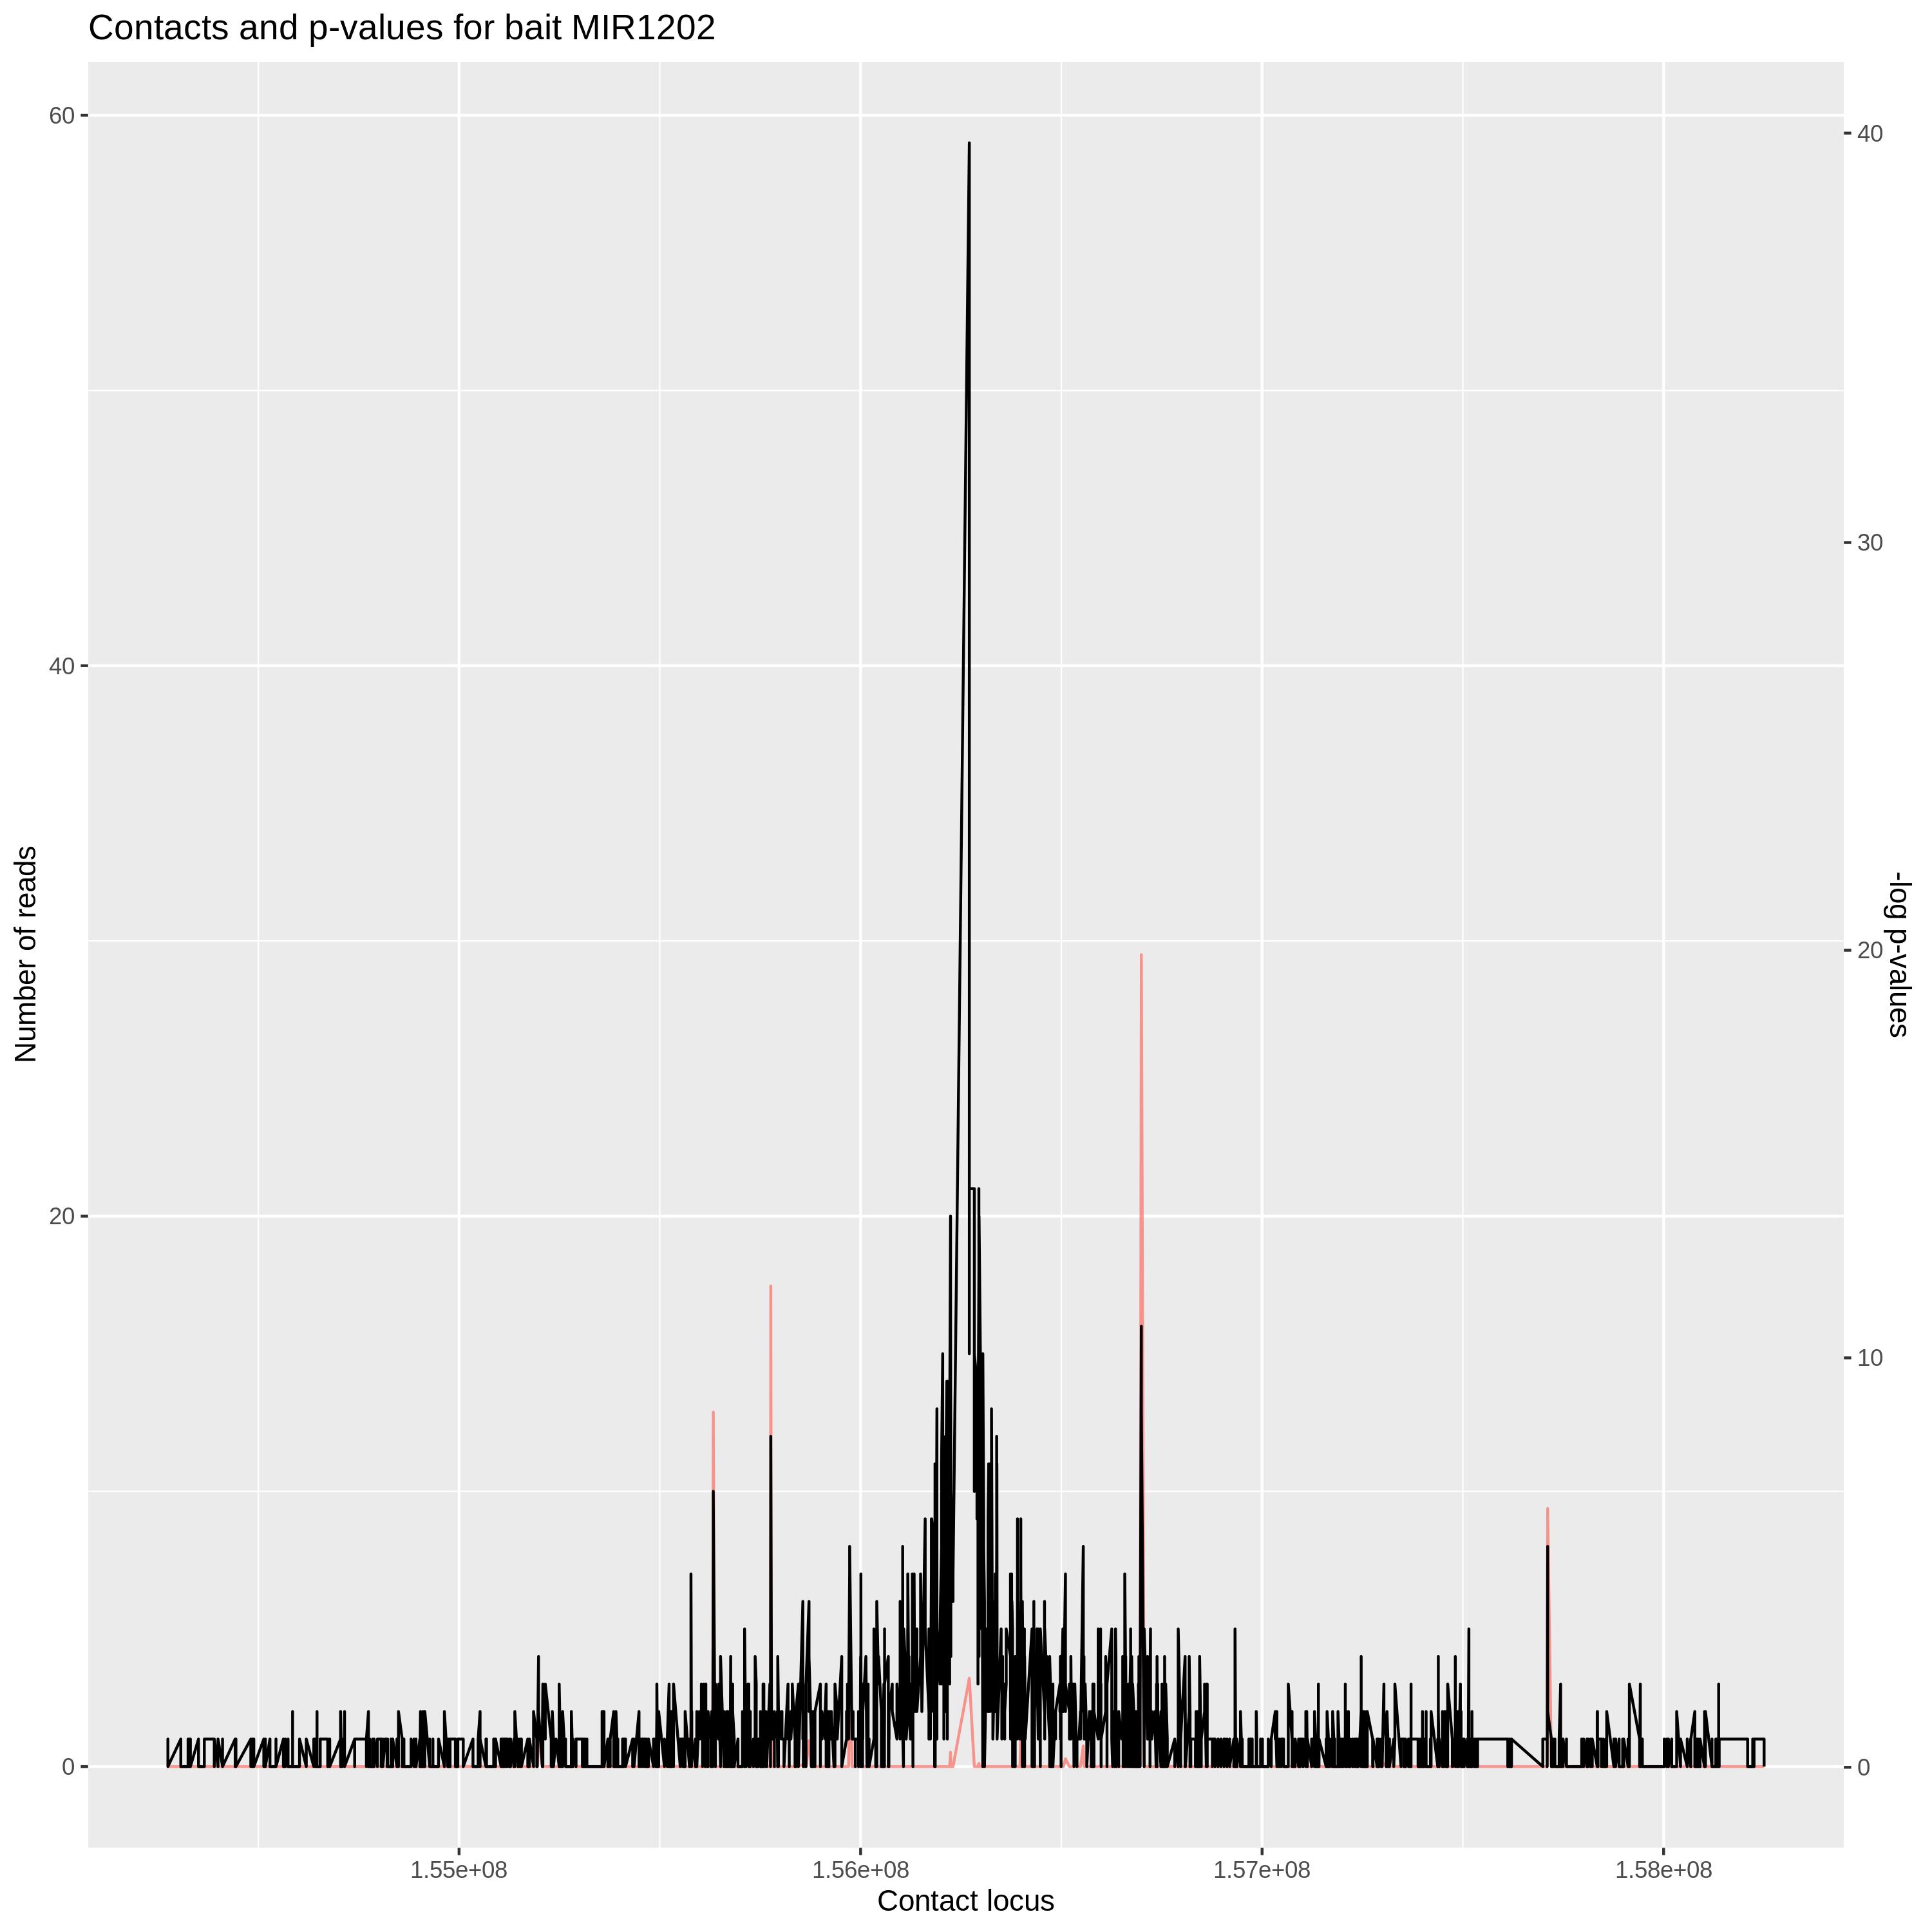 Contacts and p-values for bait MIR1202
60
40
20
0
Number of reads
40
30
20
10
0
-log p-values
1.55e+08 1.56e+08 1.57e+08 1.58e+08
Contact locus